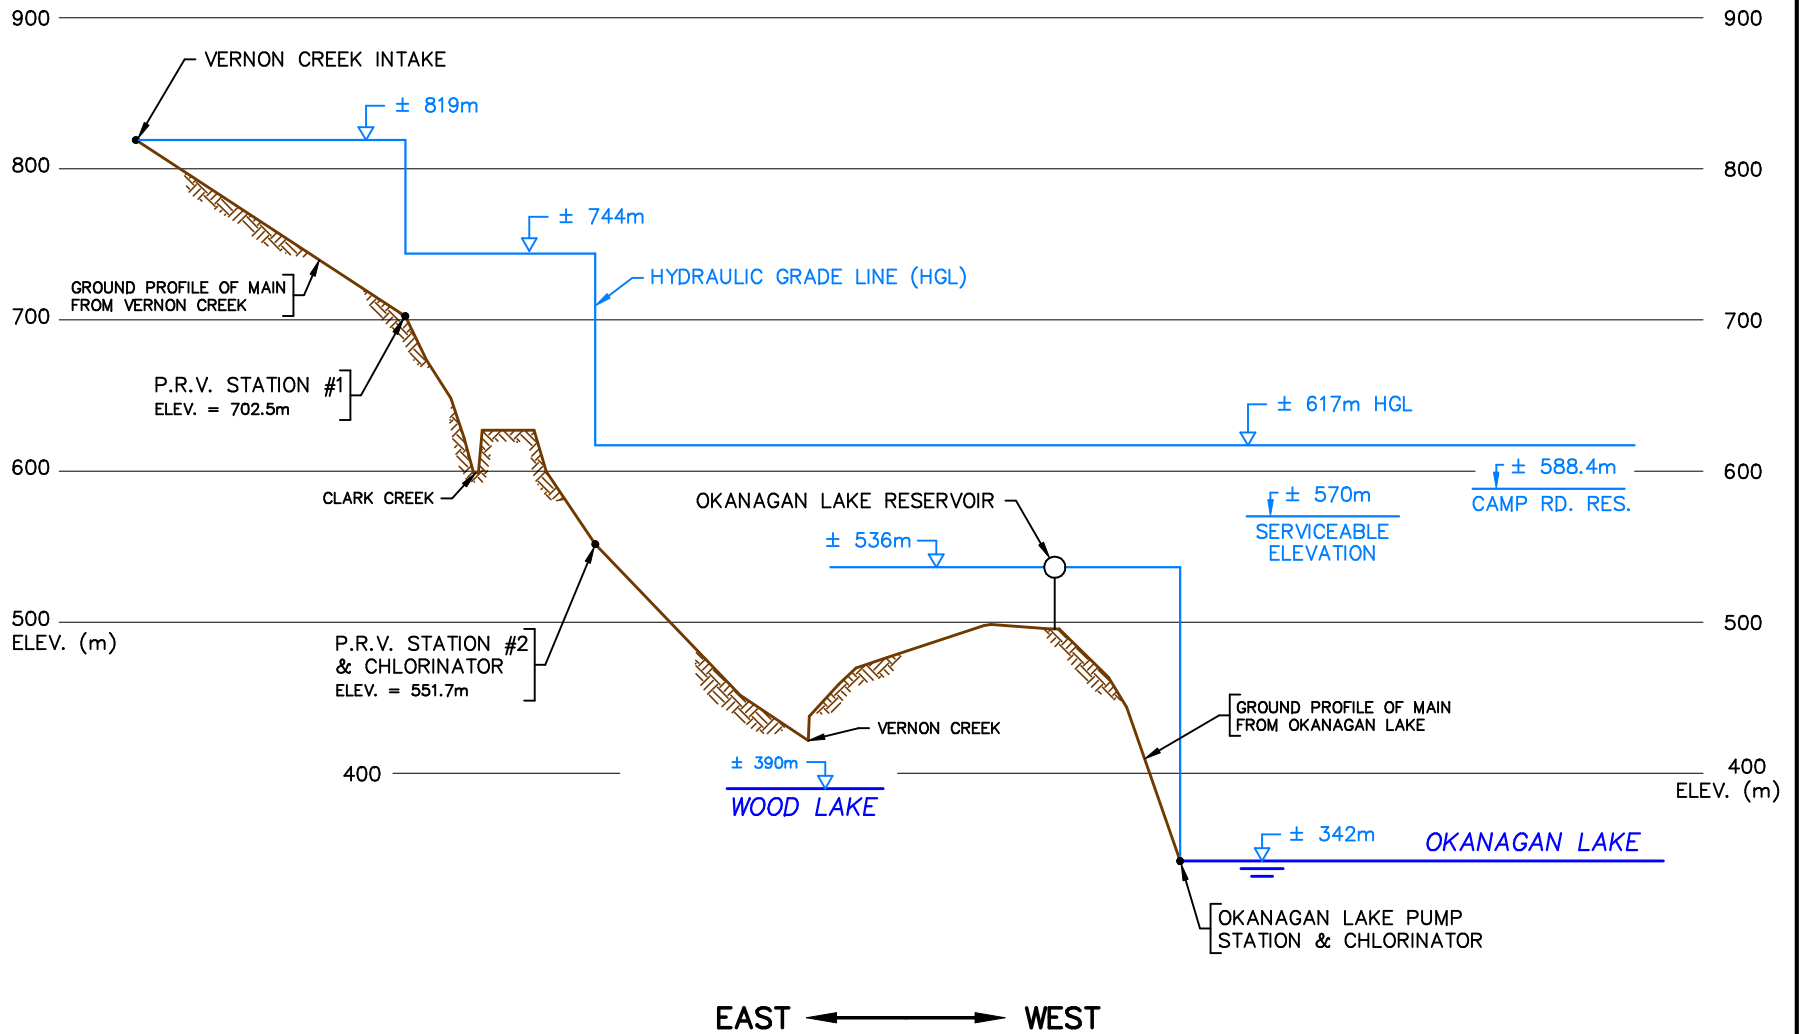 900
900
VERNON CREEK INTAKE
± 819m
800
800
± 744m
HYDRAULIC GRADE LINE (HGL)
GROUND PROFILE OF MAIN
FROM VERNON CREEK
700
700
P.R.V. STATION #1
ELEV. = 702.5m
± 617m HGL
600
600
± 588.4m
CAMP RD. RES.
CLARK CREEK
OKANAGAN LAKE RESERVOIR
± 570m
SERVICEABLE
ELEVATION
± 536m
500
ELEV. (m)
500
P.R.V. STATION #2
& CHLORINATOR
ELEV. = 551.7m
GROUND PROFILE OF MAIN
FROM OKANAGAN LAKE
VERNON CREEK
± 390m
WOOD LAKE
400
400
ELEV. (m)
± 342m
OKANAGAN LAKE
OKANAGAN LAKE PUMP
STATION & CHLORINATOR
EAST
WEST